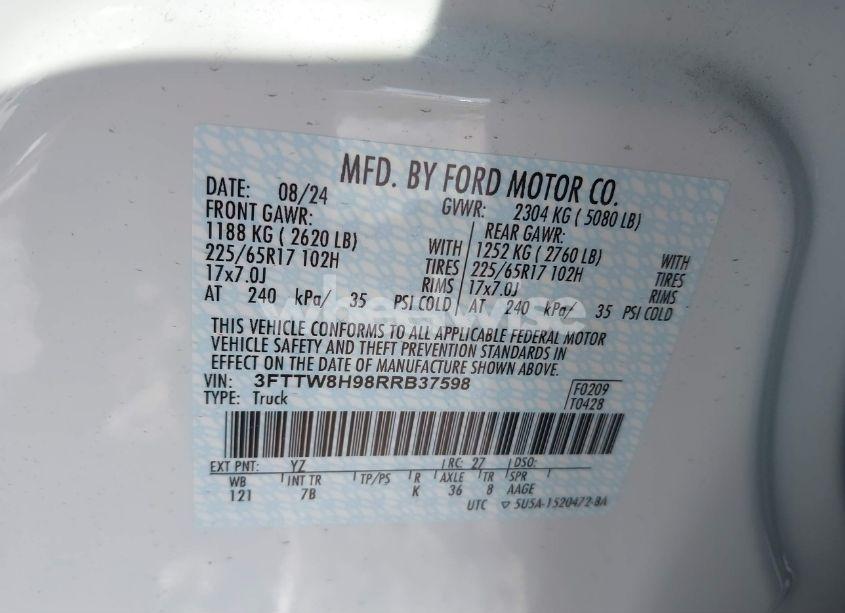 MFD. BY FORD MOTOR CO.
DATE: 08/24 GVWR: 2304 KG ( 5080 LB)
FRONT GAWR: REAR GAWR:
1188 KG ( 2620 LB) WITH 1252 KG ( 2760 LB) WITH
225/65R17 102H TIRES 225/65R17 102H TIRES
17x7.0J RIMS 17x7.0J RIMS
AT 240 kPa/ 35 PSI COLD AT 240 kPa/ 35 PSI COLD
THIS VEHICLE CONFORMS TO ALL APPLICABLE FEDERAL MOTOR
VEHICLE SAFETY AND THEFT PREVENTION STANDARDS IN
EFFECT ON THE DATE OF MANUFACTURE SHOWN ABOVE.
VIN: 3FTTW8H98RRB37598 F0209
TYPE: Truck T0428
EXT PNT: YZ RC: 27 DSO:
WB INT TR TP/PS R AXLE TR SPR
121 7B K 36 8 AAGE
UTC 5U5A-1520472-BA